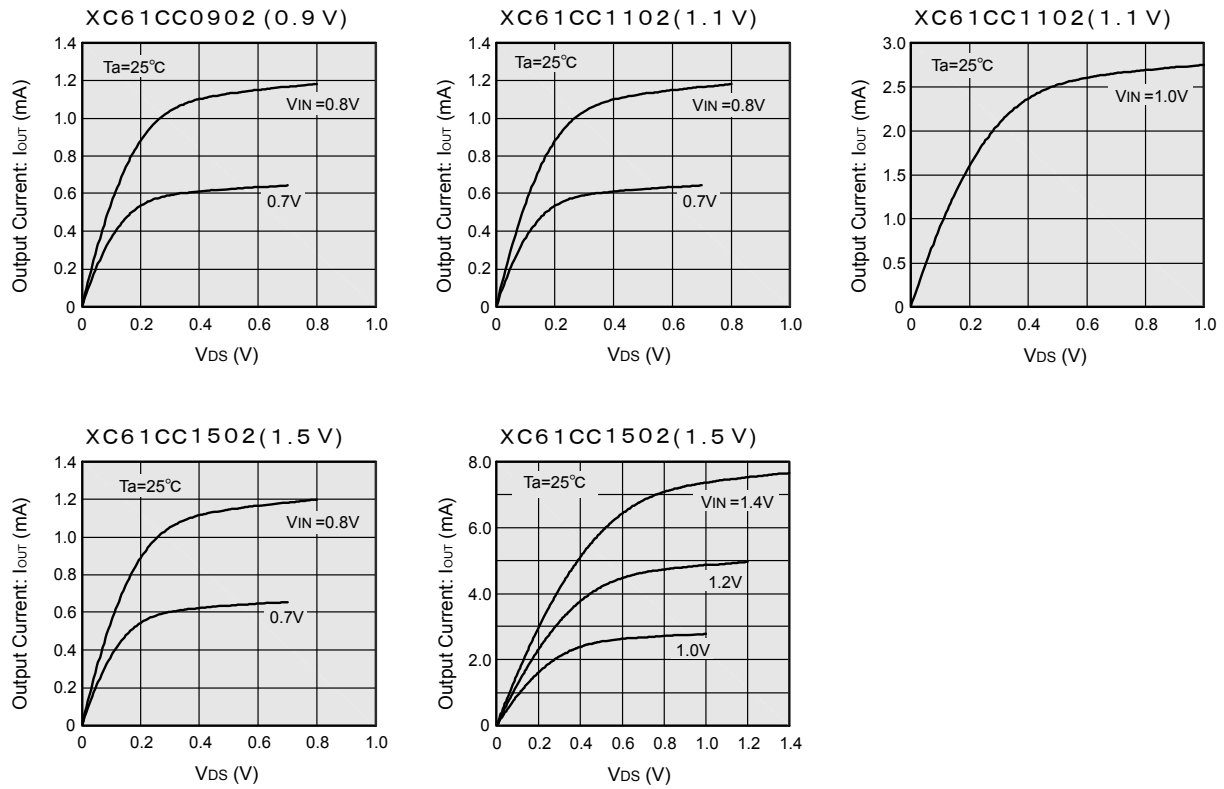 XC61CC0902 (0.9 V)
Output Current: IOUT (mA)
1.4
1.2
1.0
0.8
0.6
0.4
0.2
0
Ta=25℃
VIN =0.8V
0.7V
0 0.2 0.4 0.6 0.8 1.0
VDS (V)
XC61CC1102 (1.1 V)
Output Current: IOUT (mA)
1.4
1.2
1.0
0.8
0.6
0.4
0.2
0
Ta=25℃
VIN =0.8V
0.7V
0 0.2 0.4 0.6 0.8 1.0
VDS (V)
XC61CC1102(1.1 V)
Output Current: IOUT (mA)
3.0
2.5
2.0
1.5
1.0
0.5
0
Ta=25℃
VIN =1.0V
0 0.2 0.4 0.6 0.8 1.0
VDS (V)
XC61CC1502(1.5 V)
Output Current: IOUT (mA)
1.4
1.2
1.0
0.8
0.6
0.4
0.2
0
Ta=25℃
VIN=0.8V
0.7V
0 0.2 0.4 0.6 0.8 1.0
VDS (V)
XC61CC1502(1.5 V)
Output Current: IOUT (mA)
8.0
6.0
4.0
2.0
0
Ta=25℃
VIN =1.4V
1.2V
1.0V
0 0.2 0.4 0.6 0.8 1.0 1.2 1.4
VDS (V)